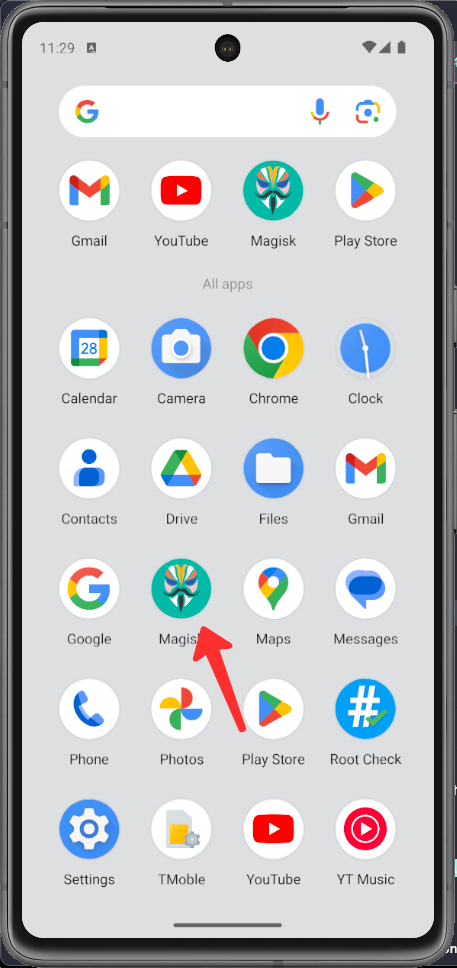 11:29
Gmail YouTube Magisk Play Store
All apps
28
Calendar Camera Chrome Clock
Contacts Drive Files Gmail
Google Magisk Maps Messages
Phone Photos Play Store Root Check
Settings TMoble YouTube YT Music